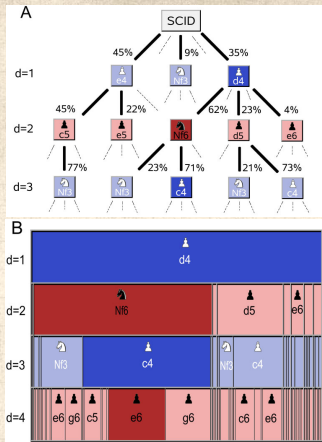 A
SCID
45% 9% 35%
d=1 e4 Nf3 d4
45% 22% 62% 23% 4%
d=2 c5 e5 Nf6 d5 e6
77% 23% 71% 21% 73%
d=3 Nf3 Nf3 c4 Nf3 c4
B
d=1 d4
d=2 Nf6 d5 e6
d=3 Nf3 c4 Nf3 c4
d=4 e6 g6 c5 e6 g6 c6 e6